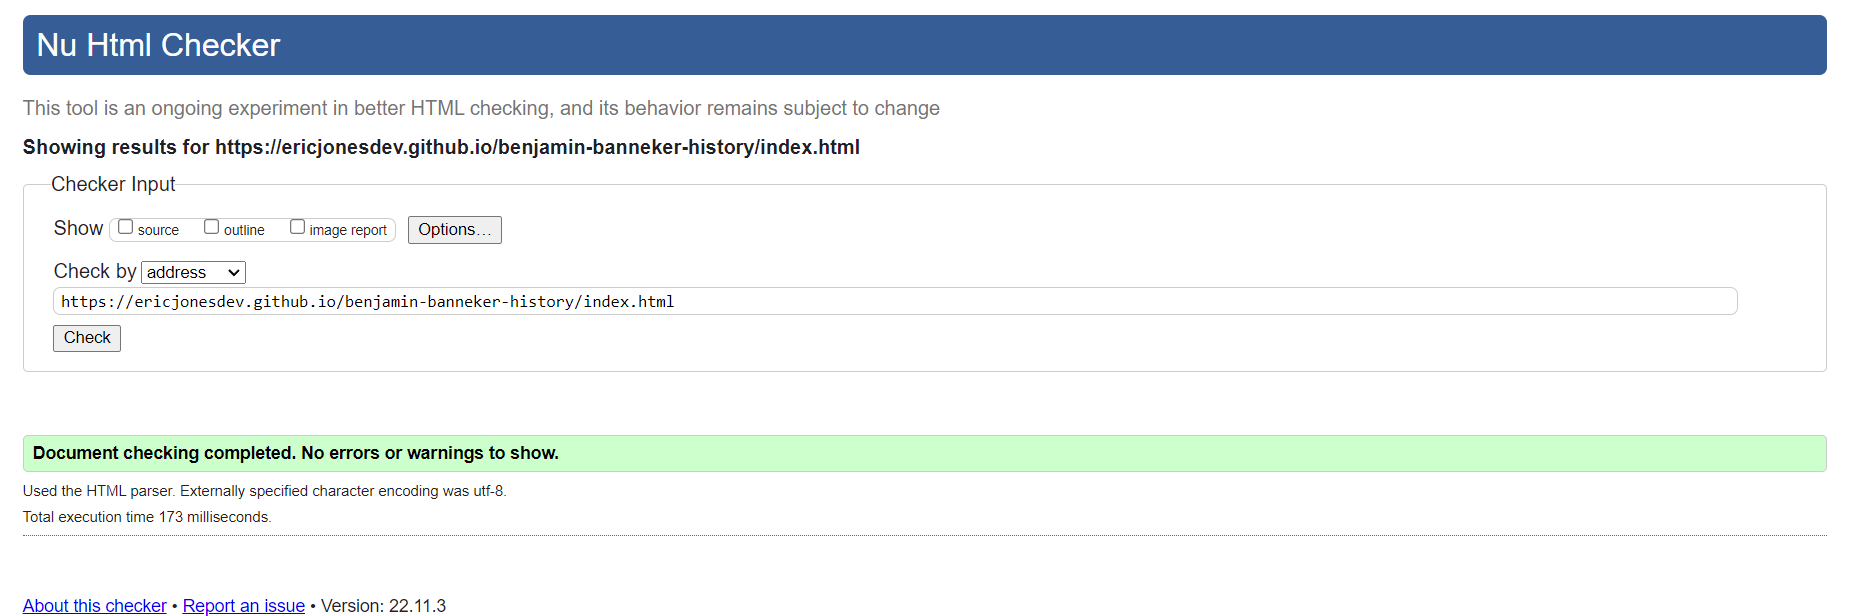 Nu Html Checker
This tool is an ongoing experiment in better HTML checking, and its behavior remains subject to change
Showing results for https://ericjonesdev.github.io/benjamin-banneker-history/index.html
Checker Input
Show source outline image report Options...
Check by address
https://ericjonesdev.github.io/benjamin-banneker-history/index.html
Check
Document checking completed. No errors or warnings to show.
Used the HTML parser. Externally specified character encoding was utf-8.
Total execution time 173 milliseconds.
About this checker • Report an issue • Version: 22.11.3